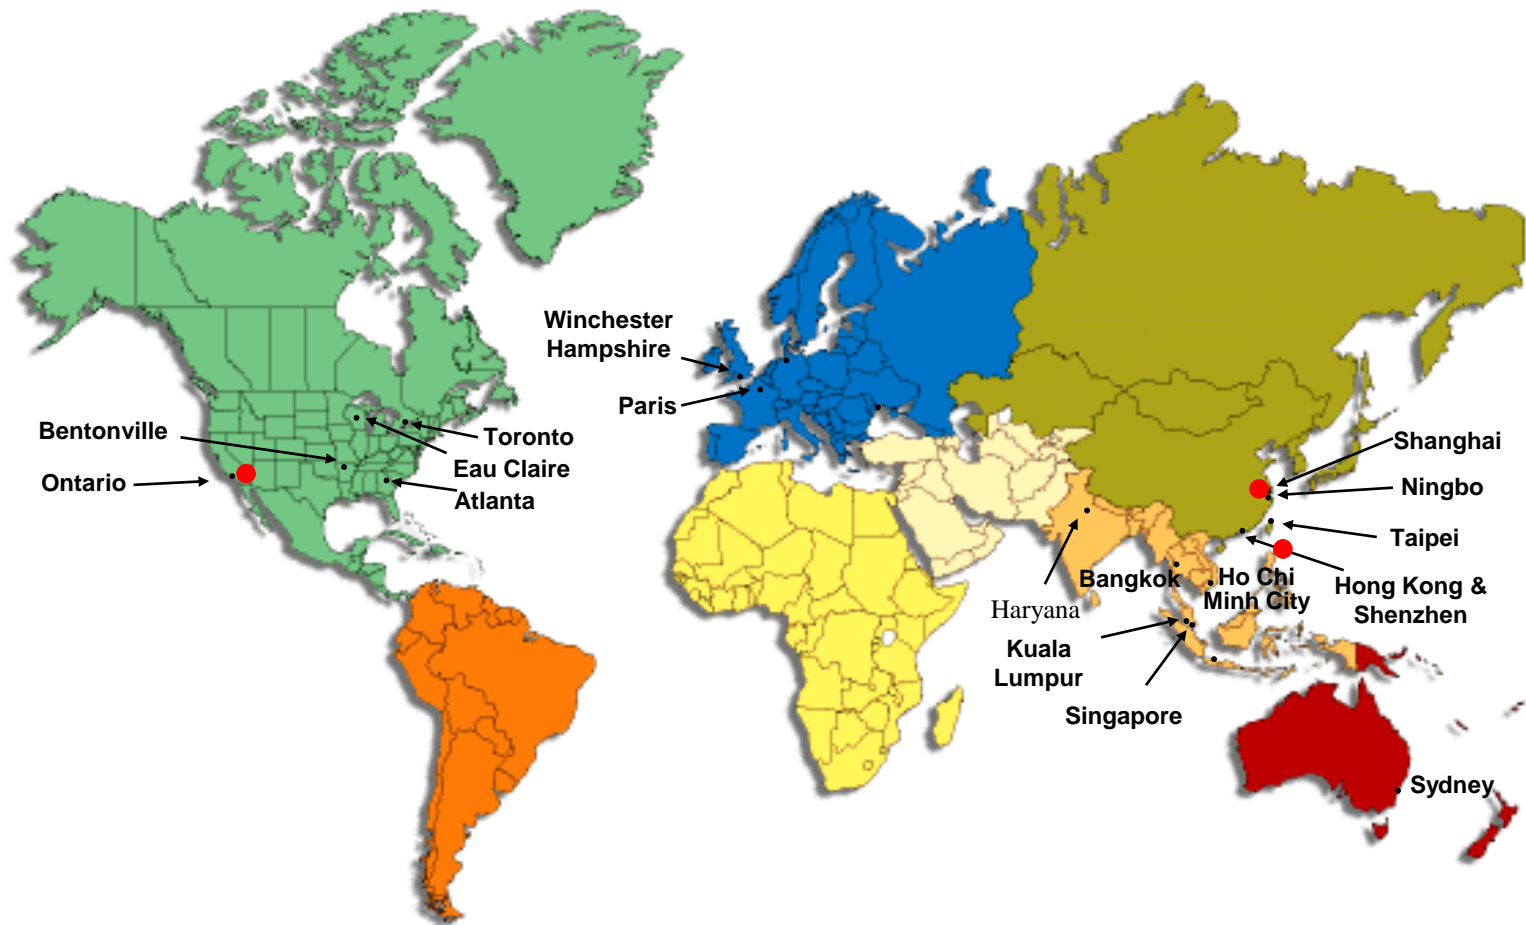 Winchester
Hampshire
Paris
Bentonville
Toronto
Eau Claire
Ontario
Atlanta
Shanghai
Ningbo
Taipei
Bangkok
Ho Chi
Minh City
Hong Kong &
Shenzhen
Haryana
Kuala
Lumpur
Singapore
Sydney